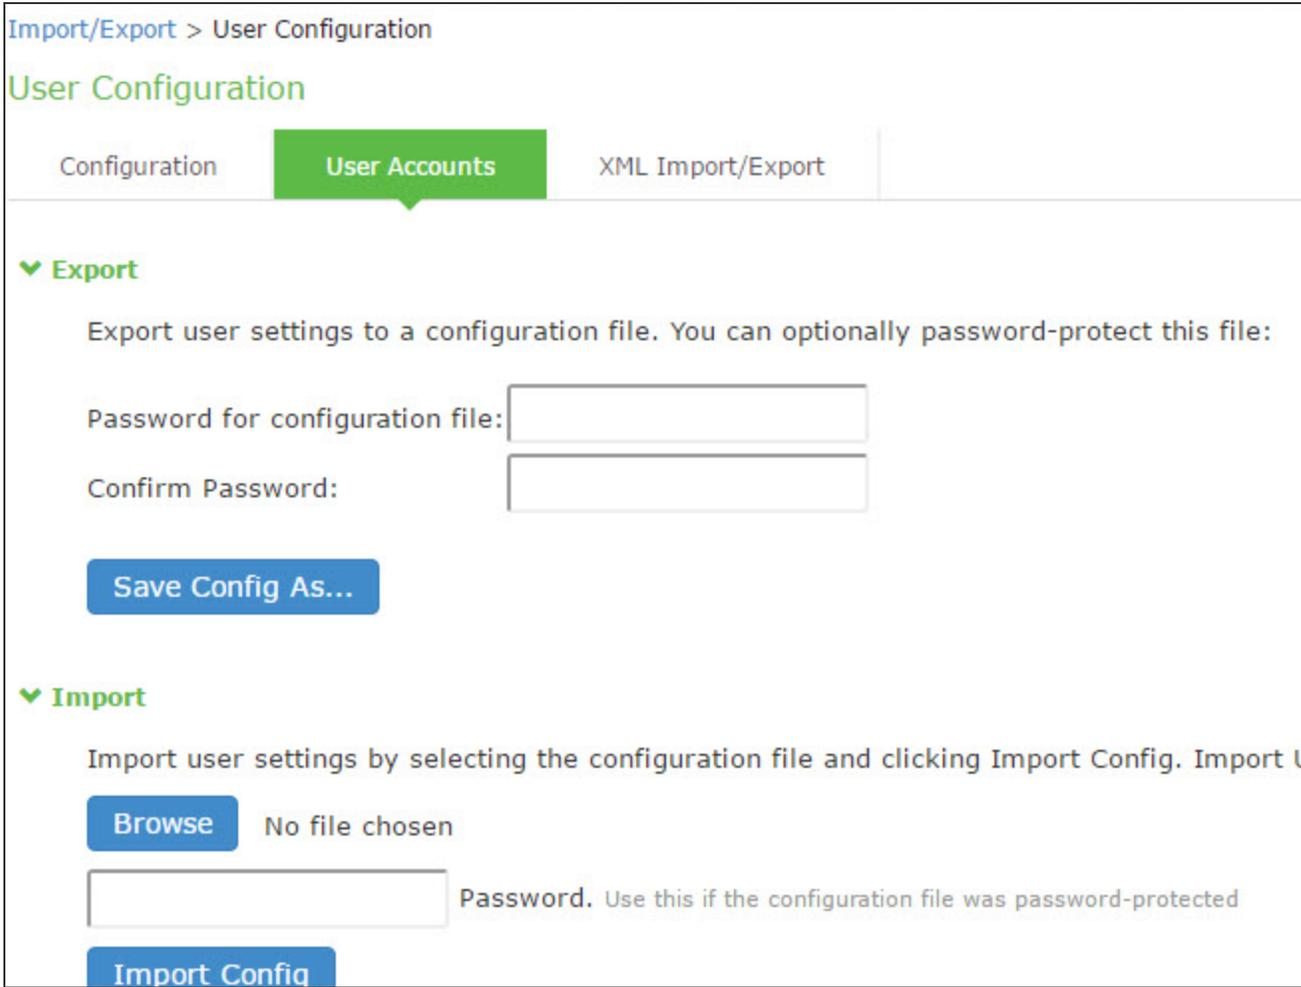 Import/Export > User Configuration
User Configuration
Configuration User Accounts XML Import/Export
Export
Export user settings to a configuration file. You can optionally password-protect this file:
Password for configuration file:
Confirm Password:
Save Config As...
Import
Import user settings by selecting the configuration file and clicking Import Config. Import
Browse No file chosen
Password. Use this if the configuration file was password-protected
Import Config